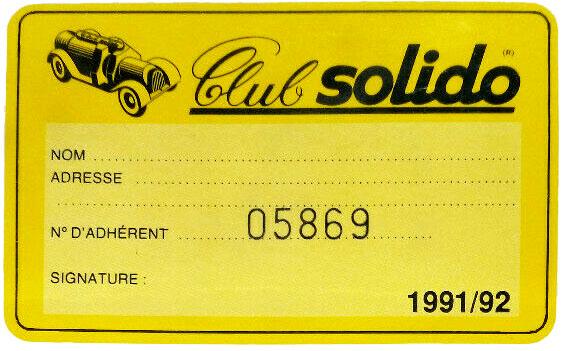 Club solido (R)
NOM
ADRESSE
N° D'ADHÉRENT 05869
SIGNATURE :
1991/92